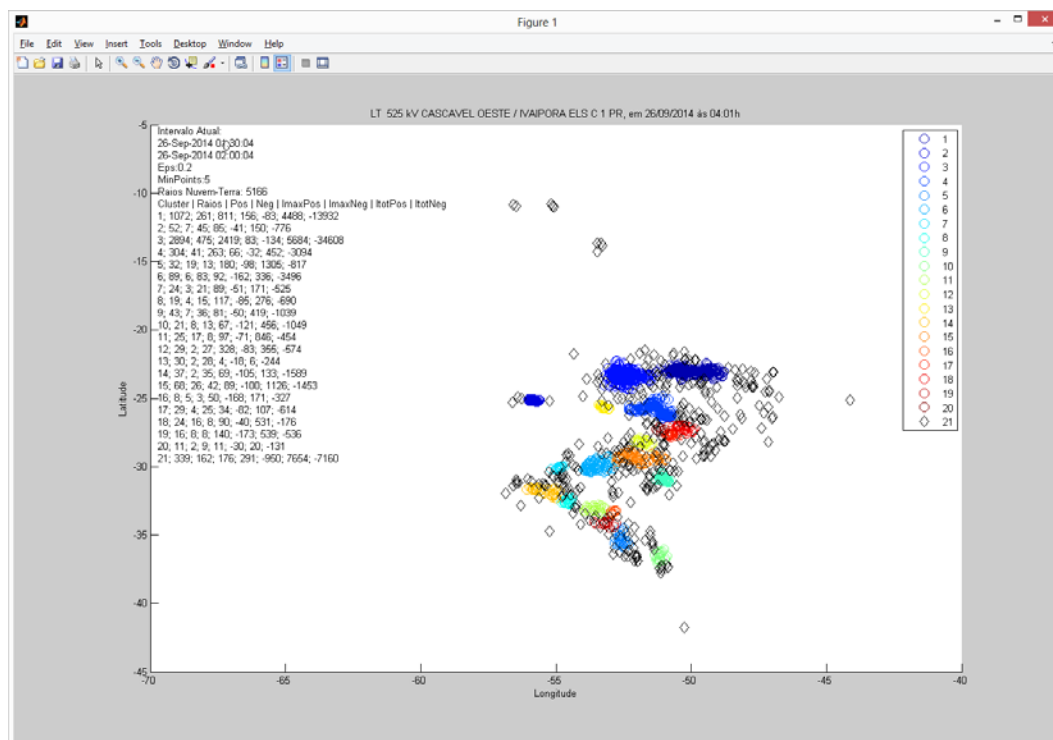 Figure 1
File Edit View Insert Tools Desktop Window Help
LT 525 kV CASCAVEL OESTE / IVAIPORA ELS C 1 PR, em 26/09/2014 ás 04:01h
Intervalo Atual:
26-Sep-2014 :30:04
26-Sep-2014 02:00:04
Eps:0.2
MinPoints:5
Raios Nuvem-Terra: 5166
Cluster | Raios | Pos | Neg | ImaxPos | ImaxNeg | ItotPos | ItotNeg
1; 1072; 261; 811; 156; -83; 4488; -13932
2; 52; 7; 45; 85; -41; 150; -776
3; 2894; 475; 2419; 83; -134; 5684; -34608
4; 304; 41; 263; 66; -32; 452; -3094
5; 32; 19; 13; 180; -98; 1305; -817
6; 89; 6; 83; 92; -162; 336; -3496
7; 24; 3; 21; 89; -51; 171; -525
8; 19; 4; 15; 117; -85; 276; -690
9; 43; 7; 36; 81; -60; 419; -1039
10; 21; 8; 13; 67; -121; 456; -1049
11; 25; 17; 8; 97; -71; 846; -454
12; 29; 2; 27; 328; -83; 355; -574
13; 30; 2; 28; 4; -18; 6; -244
14; 37; 2; 35; 69; -105; 133; -1589
15; 68; 26; 42; 89; -100; 1126; -1453
16; 8; 5; 3; 50; -168; 171; -327
17; 29; 4; 25; 34; -82; 107; -614
18; 24; 16; 8; 90; -40; 531; -176
19; 16; 8; 8; 140; -173; 539; -536
20; 11; 2; 9; 11; -30; 20; -131
21; 339; 162; 176; 291; -950; 7654; -7160
1
2
3
4
5
6
7
8
9
10
11
12
13
14
15
16
17
18
19
20
21
-5
-10
-15
-20
-25
-30
-35
-40
-45
Latitude
-70 -65 -60 -55 -50 -45 -40
Longitude